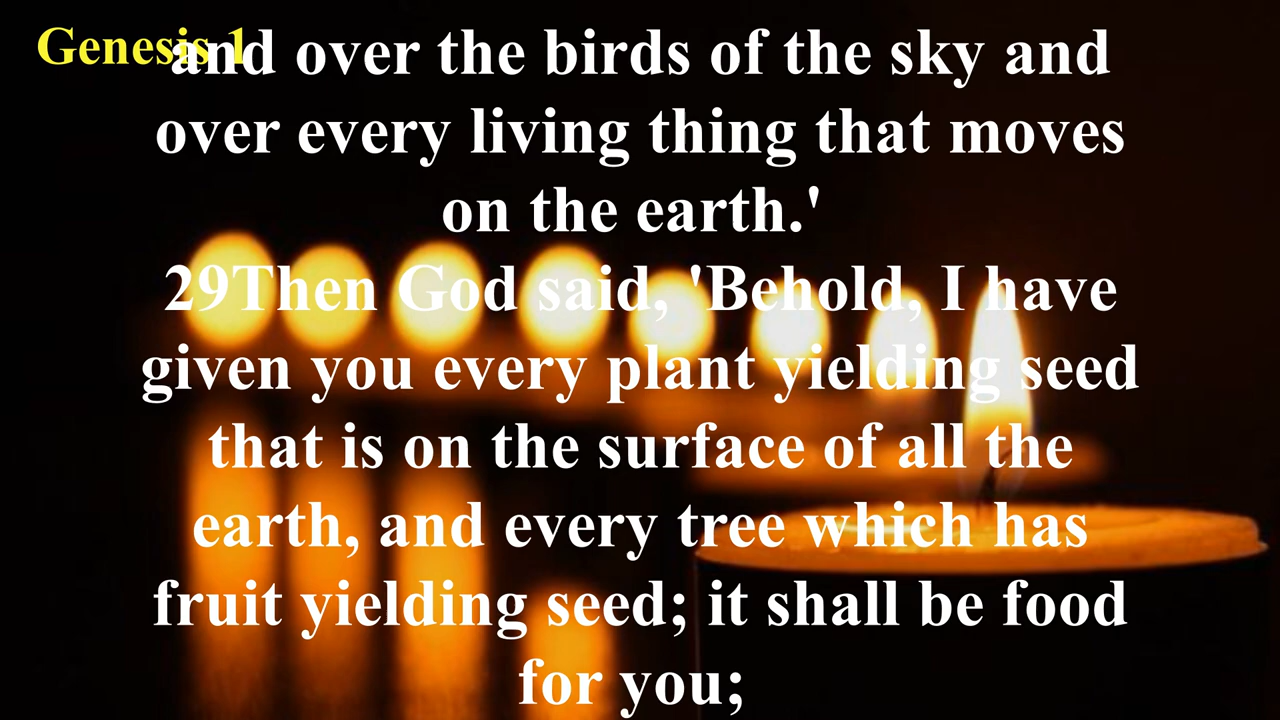 Genesis 1
and over the birds of the sky and
over every living thing that moves
on the earth.'
29Then God said, 'Behold, I have
given you every plant yielding seed
that is on the surface of all the
earth, and every tree which has
fruit yielding seed; it shall be food
for you;